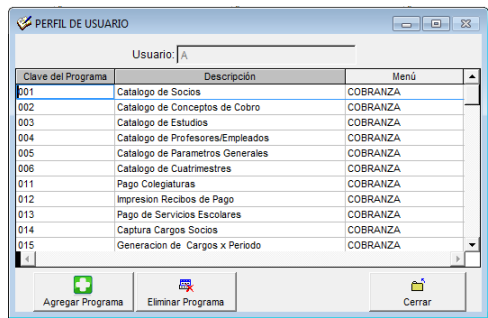 PERFIL DE USUARIO
Usuario: A
Clave del Programa Descripción Menú
001 Catalogo de Socios COBRANZA
002 Catalogo de Conceptos de Cobro COBRANZA
003 Catalogo de Estudios COBRANZA
004 Catalogo de Profesores/Empleados COBRANZA
005 Catalogo de Parametros Generales COBRANZA
006 Catalogo de Cuatrimestres COBRANZA
011 Pago Colegiaturas COBRANZA
012 Impresion Recibos de Pago COBRANZA
013 Pago de Servicios Escolares COBRANZA
014 Captura Cargos Socios COBRANZA
015 Generacion de Cargos x Periodo COBRANZA
Agregar Programa Eliminar Programa Cerrar